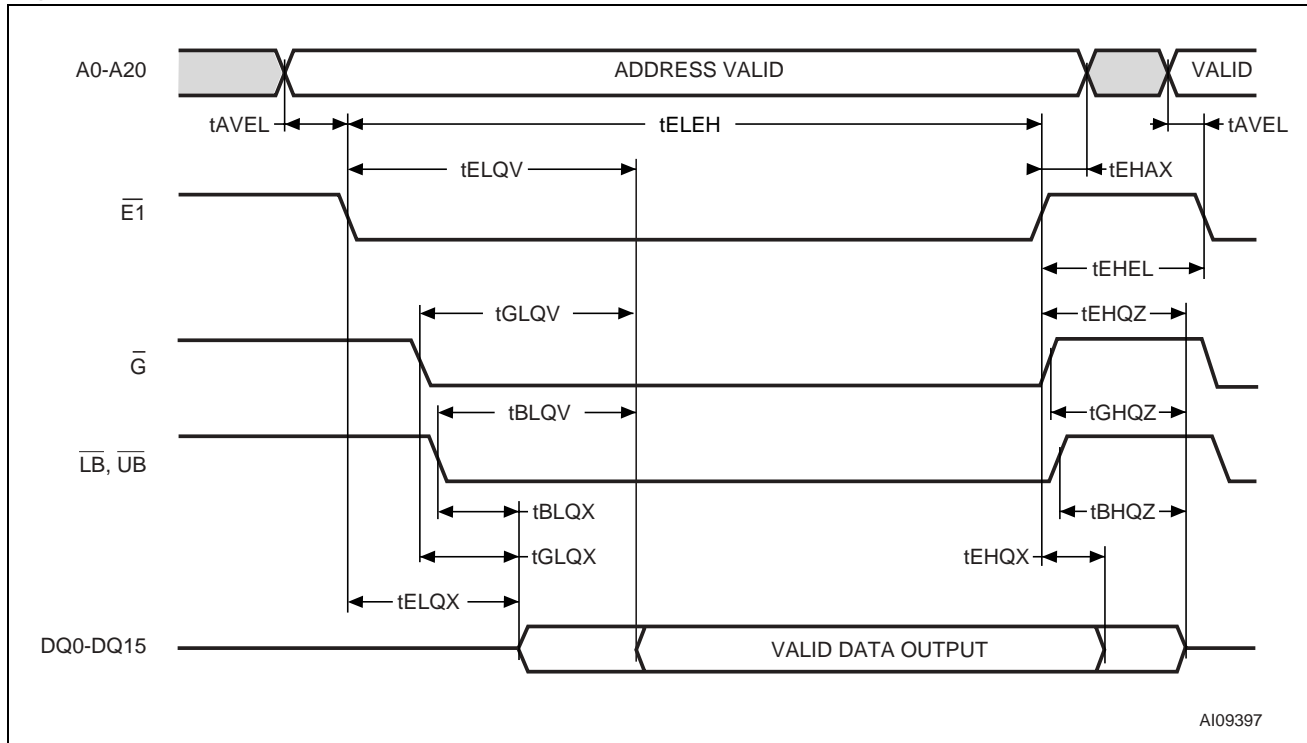 A0-A20
ADDRESS VALID
VALID
tAVEL
tELEH
tAVEL
tELQV
tEHAX
E1
tEHEL
tGLQV
tEHQZ
G
tBLQV
tGHQZ
LB, UB
tBLQX
tBHQZ
tGLQX
tEHQX
tELQX
DQ0-DQ15
VALID DATA OUTPUT
AI09397